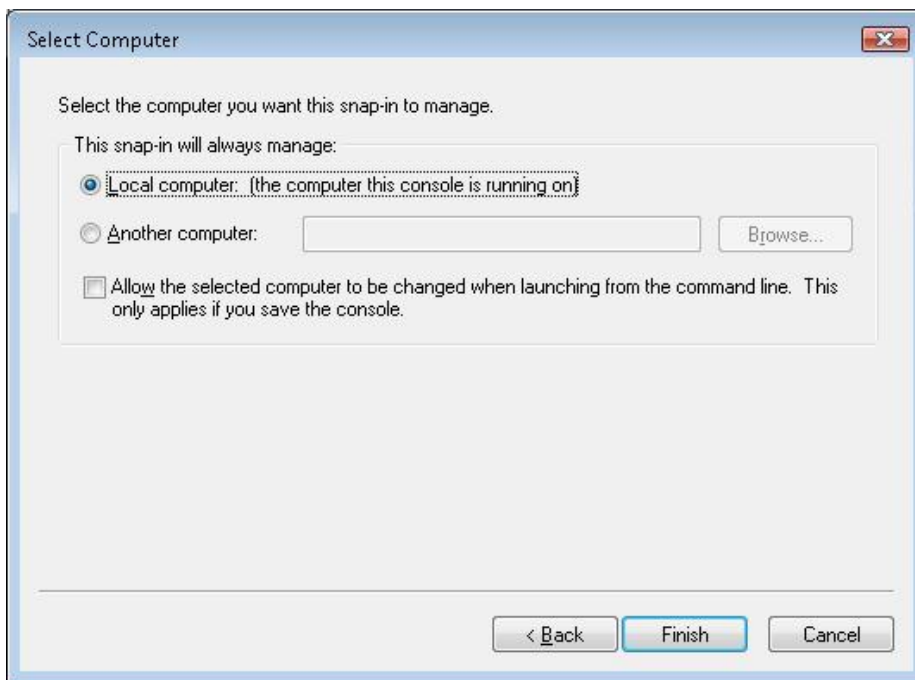 Select Computer
Select the computer you want this snap-in to manage.
This snap-in will always manage:
Local computer:  (the computer this console is running on)
Another computer:
Browse...
Allow the selected computer to be changed when launching from the command line.  This
only applies if you save the console.
< Back
Finish
Cancel